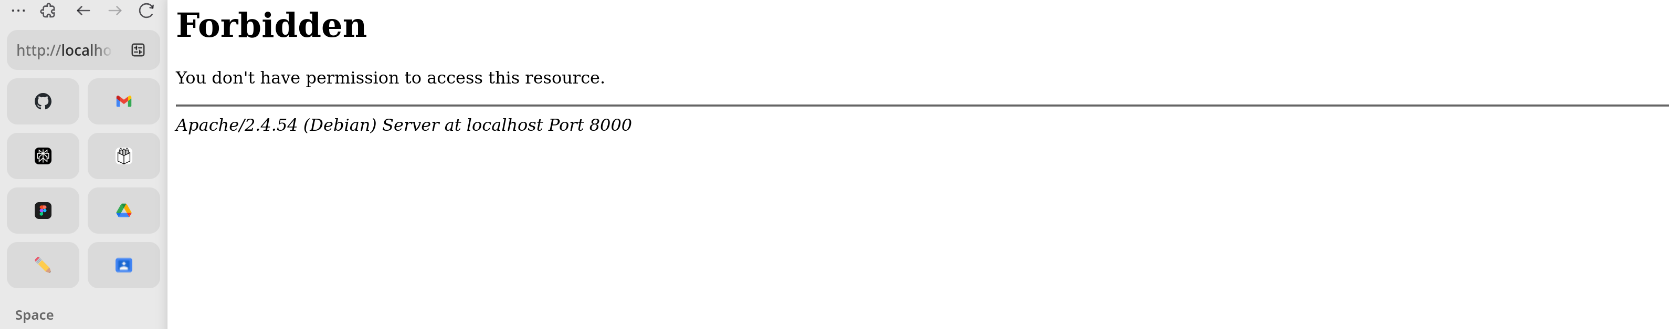 http://localho
Space
Forbidden
You don't have permission to access this resource.
Apache/2.4.54 (Debian) Server at localhost Port 8000